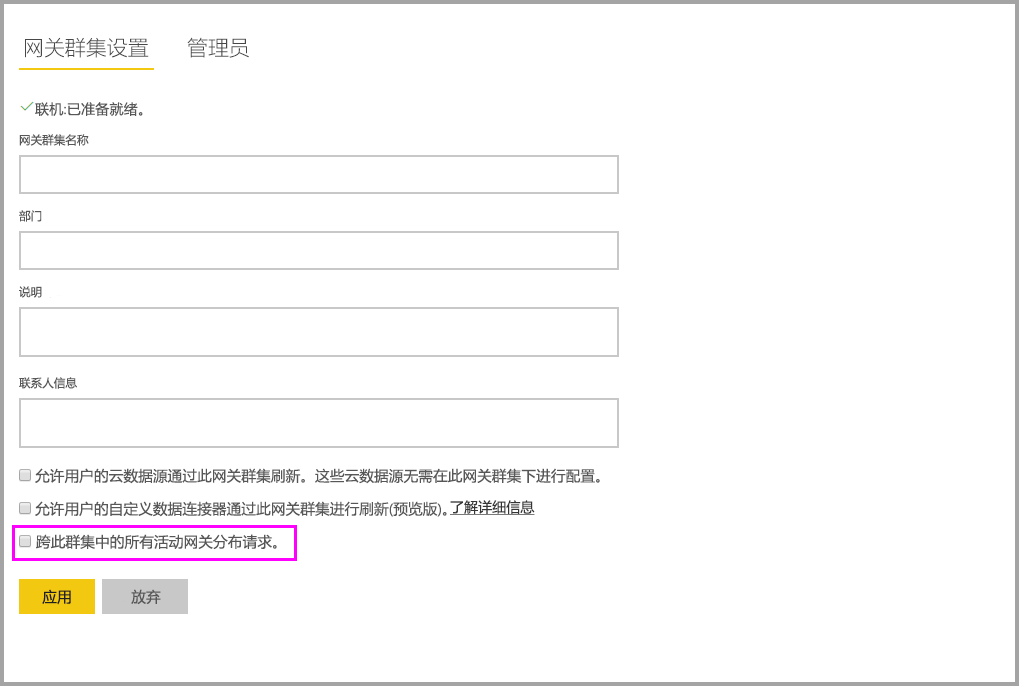 网关群集设置 管理员
联机:已准备就绪。
网关群集名称
部门
说明
联系人信息
允许用户的云数据源通过此网关群集刷新。这些云数据源无需在此网关群集下进行配置。
允许用户的自定义数据连接器通过此网关群集进行刷新(预览版)。了解详细信息
跨此群集中的所有活动网关分布请求。
应用 放弃